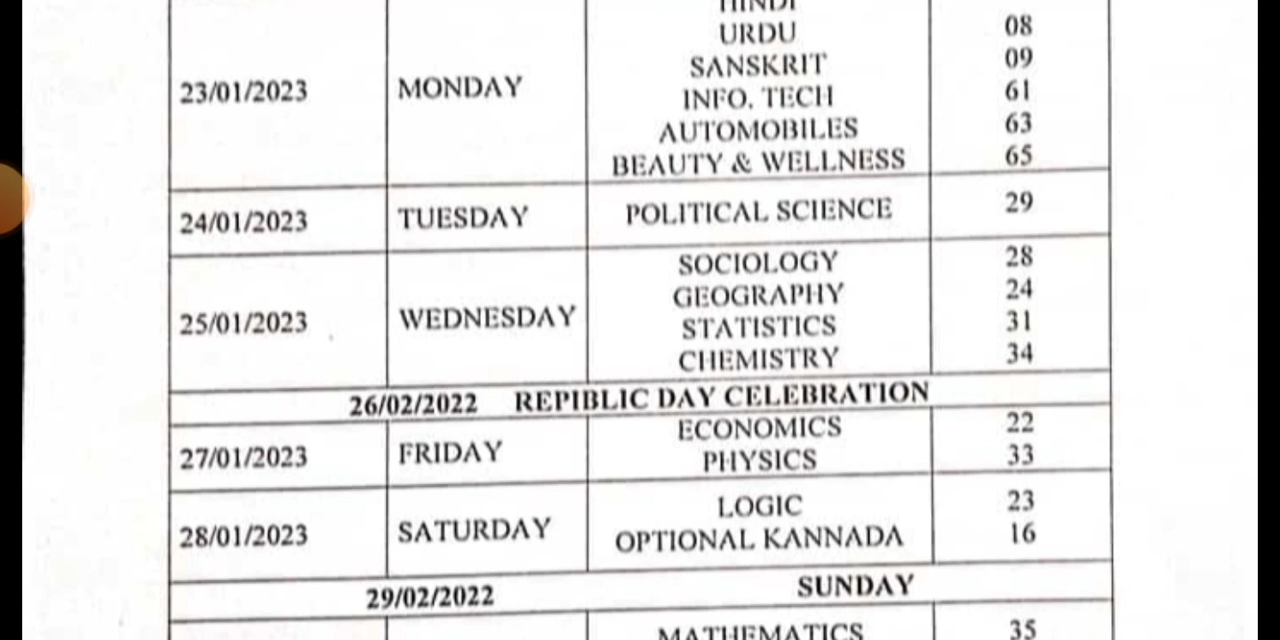 HINDI
URDU 08
SANSKRIT 09
23/01/2023 MONDAY INFO. TECH 61
AUTOMOBILES 63
BEAUTY & WELLNESS 65
24/01/2023 TUESDAY POLITICAL SCIENCE 29
SOCIOLOGY 28
GEOGRAPHY 24
25/01/2023 WEDNESDAY STATISTICS 31
CHEMISTRY 34
26/02/2022 REPIBLIC DAY CELEBRATION
ECONOMICS 22
27/01/2023 FRIDAY PHYSICS 33
LOGIC 23
28/01/2023 SATURDAY OPTIONAL KANNADA 16
29/02/2022 SUNDAY
MATHEMATICS 35